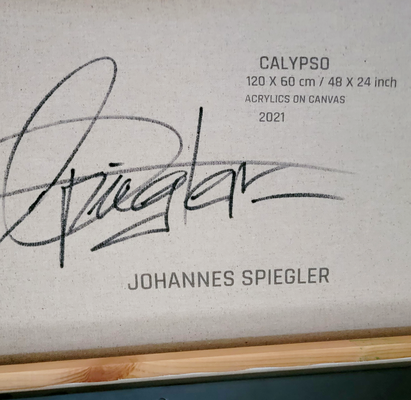 CALYPSO
120 X 60 cm / 48 X 24 inch
ACRYLICS ON CANVAS
2021
Spiegler
JOHANNES SPIEGLER